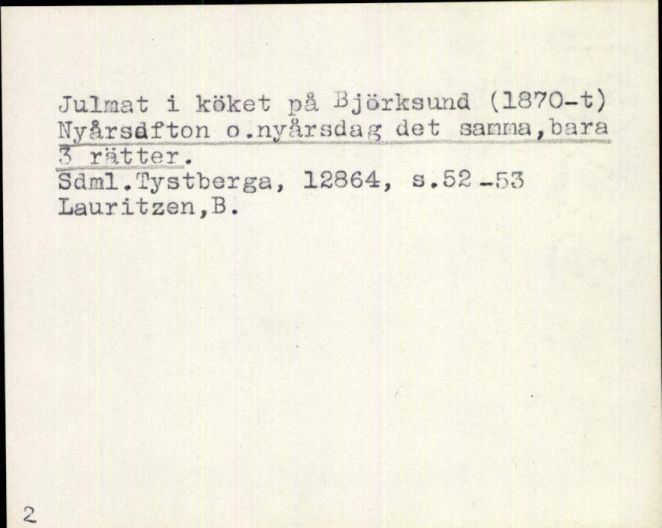 Julmat i köket på Björksund (1870-t)
Nyårsafton o.nyårsdag det samma,bara
3 rätter.
Sdml.Tystberga, 12864, s.52-53
Lauritzen,B.
2